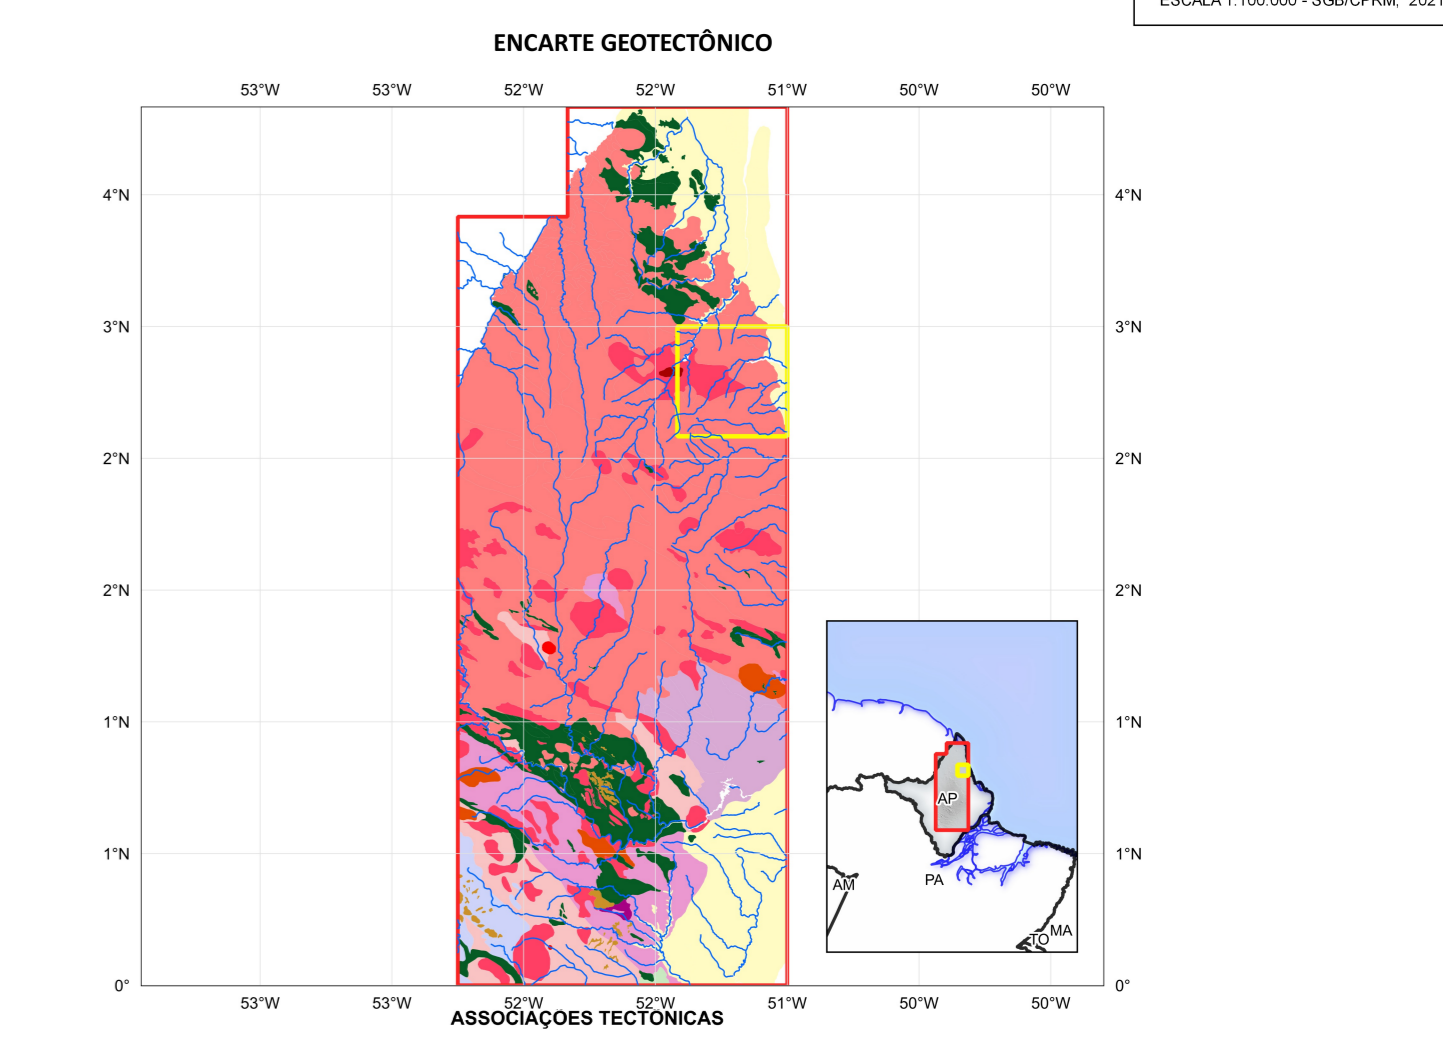 ESCALA 1:100.000 - SGB/CPRM, 2021
ENCARTE GEOTECTÔNICO
53°W 53°W 52°W 52°W 51°W 50°W 50°W
4°N 4°N
3°N 3°N
2°N 2°N
2°N 2°N
1°N 1°N
AP
1°N 1°N
PA
AM
MA
TO
0° 0°
53°W 53°W 52°W 52°W 51°W 50°W 50°W
ASSOCIAÇÕES TECTÔNICAS